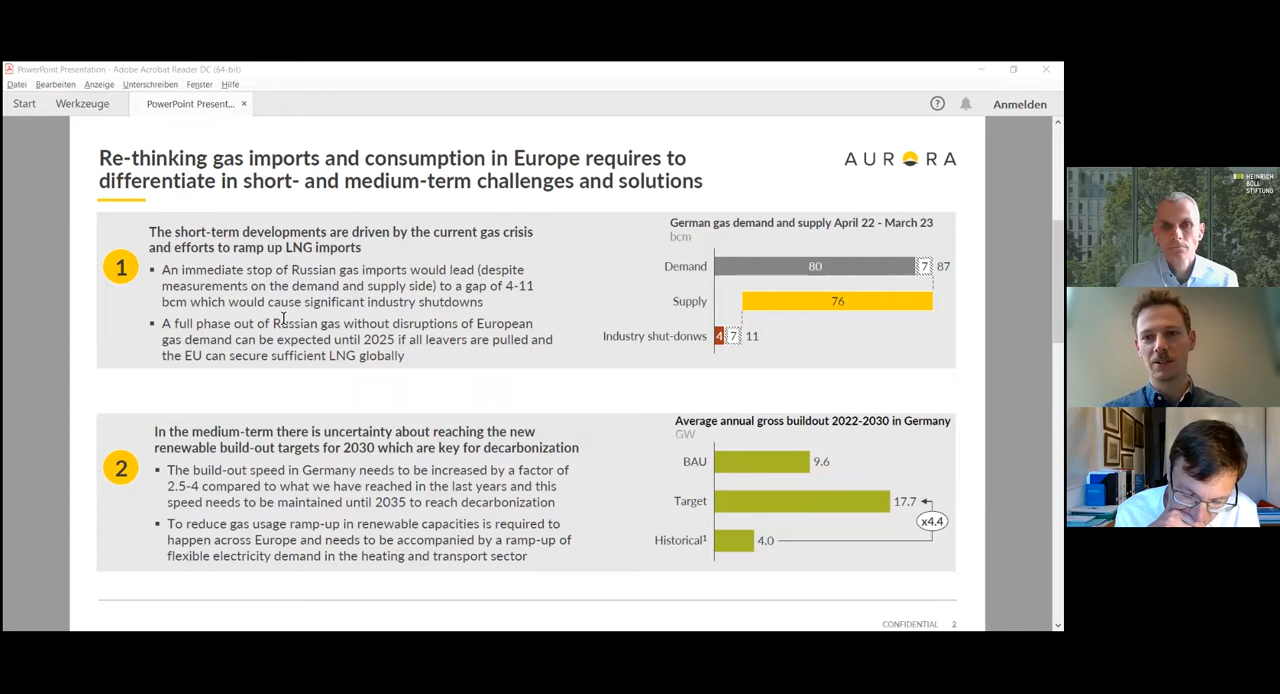 PowerPoint Presentation - Adobe Acrobat Reader DC (64-bit)
Datei Bearbeiten Anzeige Unterschreiben Fenster Hilfe
Start Werkzeuge PowerPoint Present... × Anmelden
Re-thinking gas imports and consumption in Europe requires to
differentiate in short- and medium-term challenges and solutions
AURORA
1
The short-term developments are driven by the current gas crisis
and efforts to ramp up LNG imports
▪ An immediate stop of Russian gas imports would lead (despite
measurements on the demand and supply side) to a gap of 4-11
bcm which would cause significant industry shutdowns
▪ A full phase out of Russian gas without disruptions of European
gas demand can be expected until 2025 if all leavers are pulled and
the EU can secure sufficient LNG globally
German gas demand and supply April 22 - March 23
bcm
Demand 80 7 87
Supply 76
Industry shut-donws 4 7 11
2
In the medium-term there is uncertainty about reaching the new
renewable build-out targets for 2030 which are key for decarbonization
▪ The build-out speed in Germany needs to be increased by a factor of
2.5-4 compared to what we have reached in the last years and this
speed needs to be maintained until 2035 to reach decarbonization
▪ To reduce gas usage ramp-up in renewable capacities is required to
happen across Europe and needs to be accompanied by a ramp-up of
flexible electricity demand in the heating and transport sector
Average annual gross buildout 2022-2030 in Germany
GW
BAU 9.6
Target 17.7
x4.4
Historical¹ 4.0
CONFIDENTIAL 2
HEINRICH
BÖLL
STIFTUNG